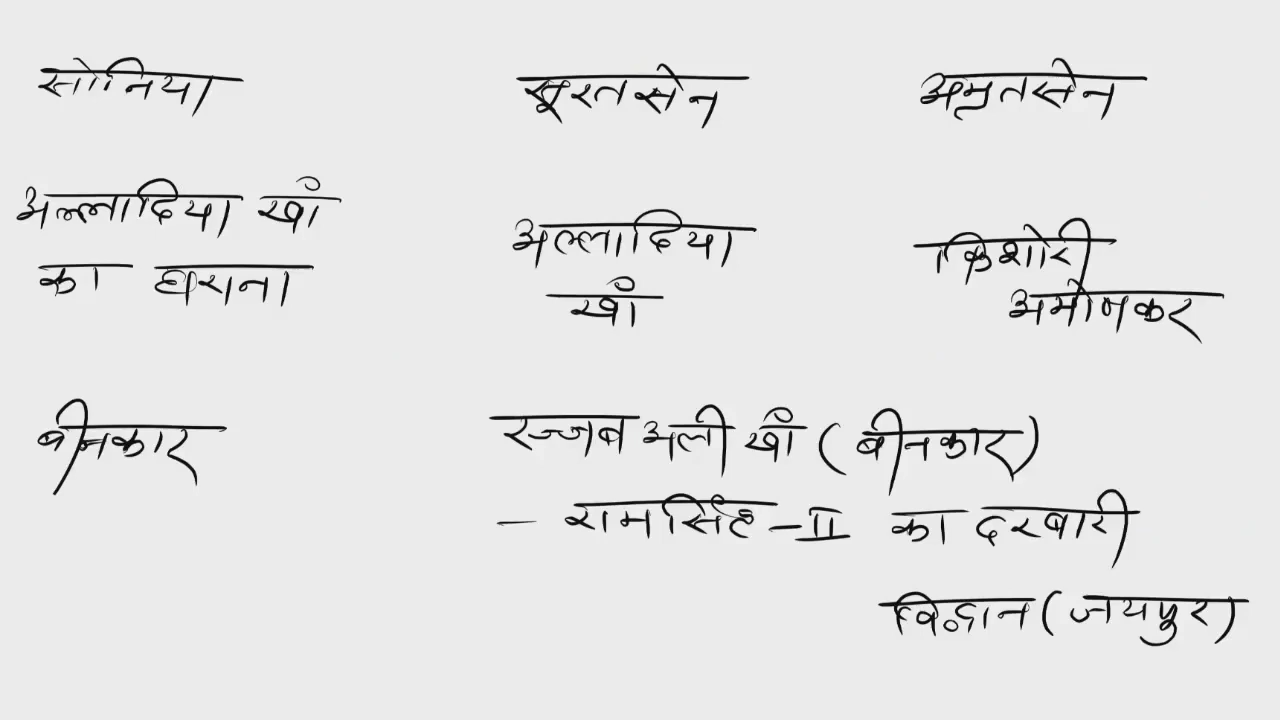 सोनिया सूरतसेन अमृतसेन
अल्लादिया खाँ
का घराना
अल्लादिया
खाँ
किशोरी
अमोनकर
बीनकार
रज्जब अली खाँ (बीनकार)
- रामसिंह-II का दरबारी
विद्वान (जयपुर)